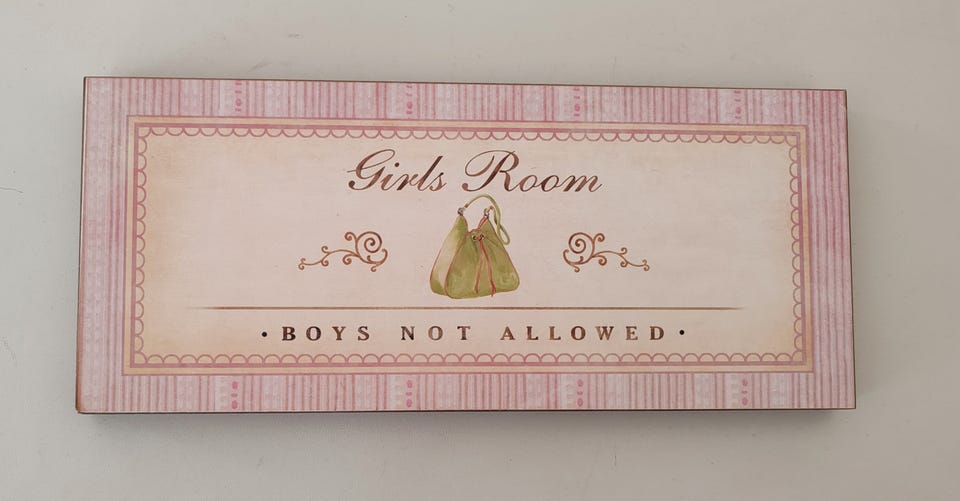 Girls Room
• BOYS NOT ALLOWED •